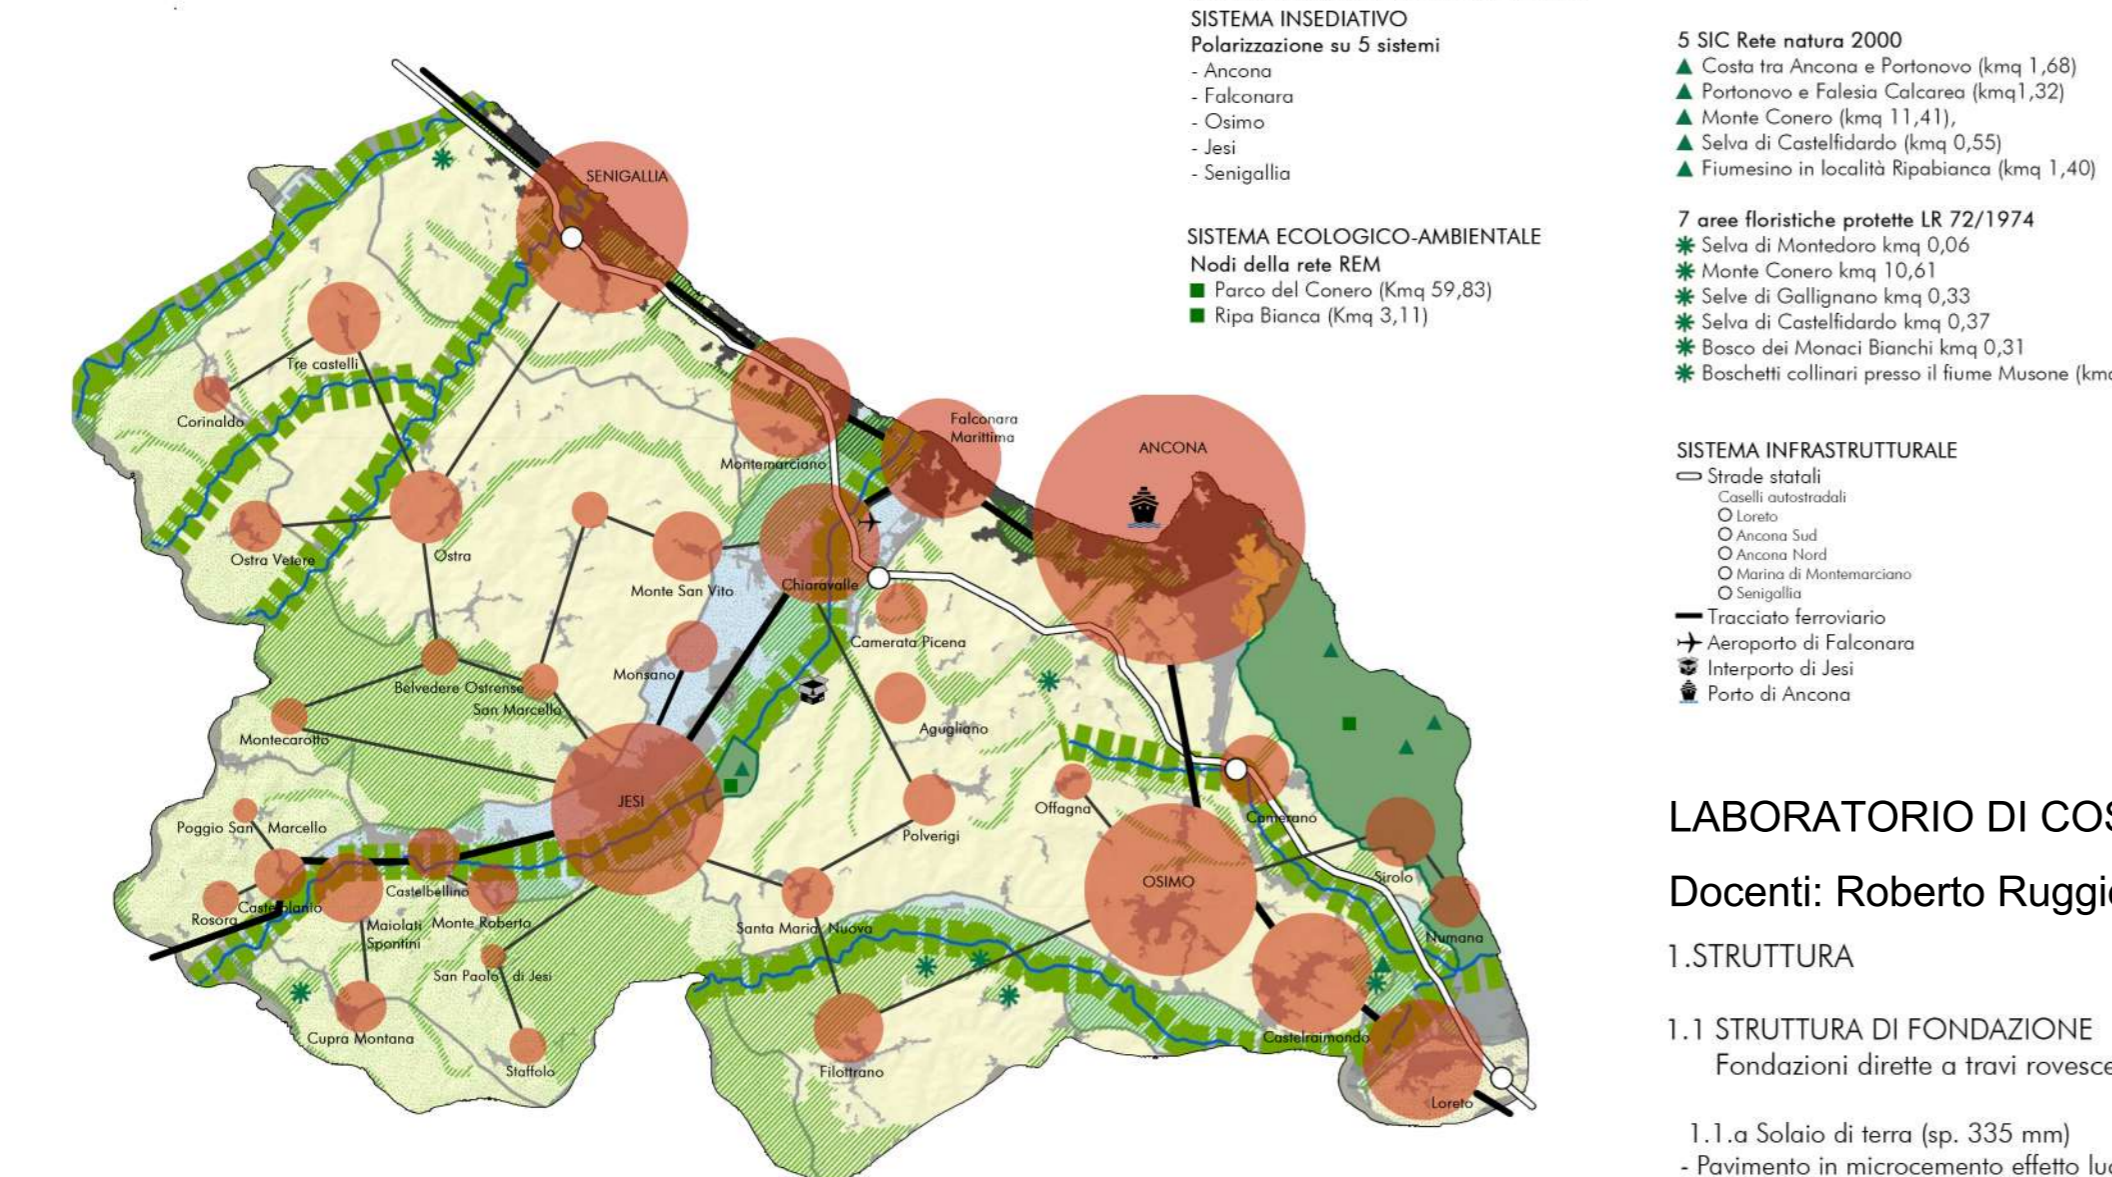 SENIGALLIA
Tre castelli
Corinaldo
Montemarciano
Falconara
Marittima
ANCONA
Ostra Vetere
Ostra
Monte San Vito
Chiaravalle
Camerata Picena
Belvedere Ostrense
San Marcello
Monsano
Montecarotto
Agugliano
JESI
Poggio San Marcello
Polverigi
Offagna
Camerano
Castelbellino
Rosora
Castelplanio
Maiolati
Spontini
Monte Roberto
OSIMO
Sirolo
Santa Maria Nuova
Numana
San Paolo di Jesi
Cupra Montana
Staffolo
Filottrano
Castelraimondo
Loreto
SISTEMA INSEDIATIVO
Polarizzazione su 5 sistemi
- Ancona
- Falconara
- Osimo
- Jesi
- Senigallia
SISTEMA ECOLOGICO-AMBIENTALE
Nodi della rete REM
Parco del Conero (Kmq 59,83)
Ripa Bianca (Kmq 3,11)
5 SIC Rete natura 2000
Costa tra Ancona e Portonovo (kmq 1,68)
Portonovo e Falesia Calcarea (kmq1,32)
Monte Conero (kmq 11,41),
Selva di Castelfidardo (kmq 0,55)
Fiumesino in località Ripabianca (kmq 1,40)
7 aree floristiche protette LR 72/1974
Selva di Montedoro kmq 0,06
Monte Conero kmq 10,61
Selve di Gallignano kmq 0,33
Selva di Castelfidardo kmq 0,37
Bosco dei Monaci Bianchi kmq 0,31
Boschetti collinari presso il fiume Musone
SISTEMA INFRASTRUTTURALE
Strade statali
Caselli autostradali
Loreto
Ancona Sud
Ancona Nord
Marina di Montemarciano
Senigallia
Tracciato ferroviario
Aeroporto di Falconara
Interporto di Jesi
Porto di Ancona
LABORATORIO DI
Docenti: Roberto
1.STRUTTURA
1.1 STRUTTURA DI FONDAZIONE
Fondazioni dirette a travi
1.1.a Solaio di terra (sp. 335 mm)
- Pavimento in microcemento effetto